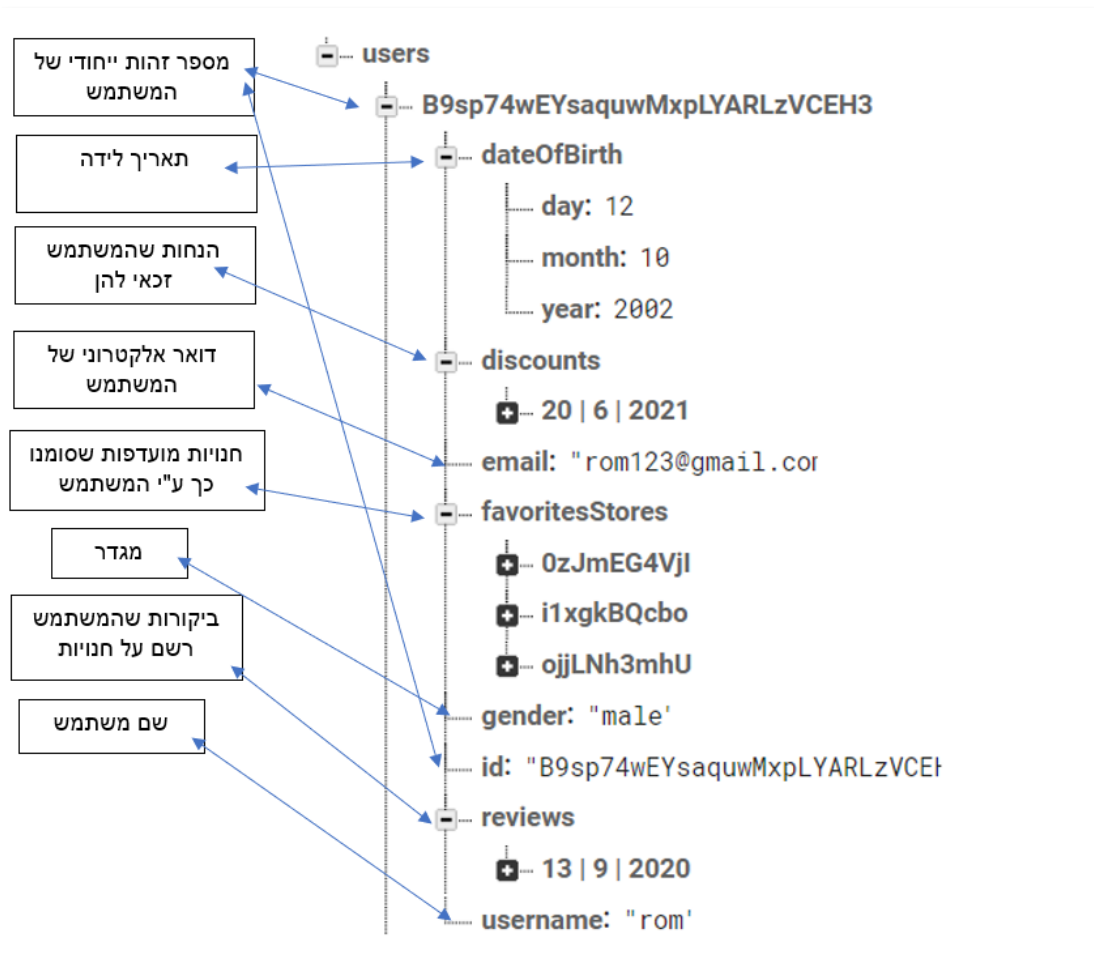 מספר זהות ייחודי של
המשתמש
תאריך לידה
הנחות שהמשתמש
זכאי להן
דואר אלקטרוני של
המשתמש
חנויות מועדפות שסומנו
כך ע"י המשתמש
מגדר
ביקורות שהמשתמש
רשם על חנויות
שם משתמש
users
B9sp74wEYsaquwMxpLYARLzVCEH3
dateOfBirth
day: 12
month: 10
year: 2002
discounts
20 | 6 | 2021
email: "rom123@gmail.com
favoritesStores
0zJmEG4VjI
i1xgkBQcbo
ojjLNh3mhU
gender: "male'
id: "B9sp74wEYsaquwMxpLYARLzVCEH
reviews
13 | 9 | 2020
username: "rom'